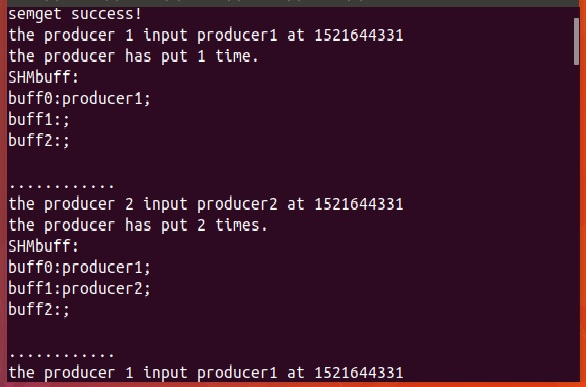 semget success!
the producer 1 input producer1 at 1521644331
the producer has put 1 time.
SHMbuff:
buff0:producer1;
buff1:;
buff2:;
............
the producer 2 input producer2 at 1521644331
the producer has put 2 times.
SHMbuff:
buff0:producer1;
buff1:producer2;
buff2:;
............
the producer 1 input producer1 at 1521644331